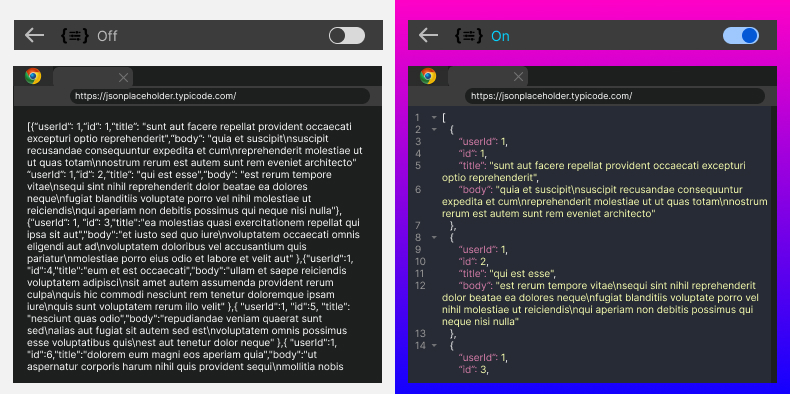 {≡} Off
https://jsonplaceholder.typicode.com/
[{"userId": 1,"id": 1,"title": "sunt aut facere repellat provident occaecati
excepturi optio reprehenderit","body": "quia et suscipit\nsuscipit
recusandae consequuntur expedita et cum\nreprehenderit molestiae ut
ut quas totam\nnostrum rerum est autem sunt rem eveniet architecto"
"userId": 1,"id": 2,"title": "qui est esse","body": "est rerum tempore
vitae\nsequi sint nihil reprehenderit dolor beatae ea dolores
neque\nfugiat blanditiis voluptate porro vel nihil molestiae ut
reiciendis\nqui aperiam non debitis possimus qui neque nisi nulla"},
{"userId": 1, "id": 3,"title":"ea molestias quasi exercitationem repellat qui
ipsa sit aut","body":"et iusto sed quo iure\nvoluptatem occaecati omnis
eligendi aut ad\nvoluptatem doloribus vel accusantium quis
pariatur\nmolestiae porro eius odio et labore et velit aut" },{"userId":1,
"id":4,"title":"eum et est occaecati","body":"ullam et saepe reiciendis
voluptatem adipisci\nsit amet autem assumenda provident rerum
culpa\nquis hic commodi nesciunt rem tenetur doloremque ipsam
iure\nquis sunt voluptatem rerum illo velit" },{ "userId":1, "id":5, "title":
"nesciunt quas odio","body":"repudiandae veniam quaerat sunt
sed\nalias aut fugiat sit autem sed est\nvoluptatem omnis possimus
esse voluptatibus quis\nest aut tenetur dolor neque" },{ "userId":1,
"id":6,"title":"dolorem eum magni eos aperiam quia","body":"ut
aspernatur corporis harum nihil quis provident sequi\nmollitia nobis
{≡} On
https://jsonplaceholder.typicode.com/
1 [
2 {
3 "userId": 1,
4 "id": 1,
5 "title": "sunt aut facere repellat provident occaecati excepturi
optio reprehenderit",
6 "body": "quia et suscipit\nsuscipit recusandae consequuntur
expedita et cum\nreprehenderit molestiae ut ut quas totam\nnostrum
rerum est autem sunt rem eveniet architecto"
7 },
8 {
9 "userId": 1,
10 "id": 2,
11 "title": "qui est esse",
12 "body": "est rerum tempore vitae\nsequi sint nihil reprehenderit
dolor beatae ea dolores neque\nfugiat blanditiis voluptate porro vel
nihil molestiae ut reiciendis\nqui aperiam non debitis possimus qui
neque nisi nulla"
13 },
14 {
"userId": 1,
"id": 3,